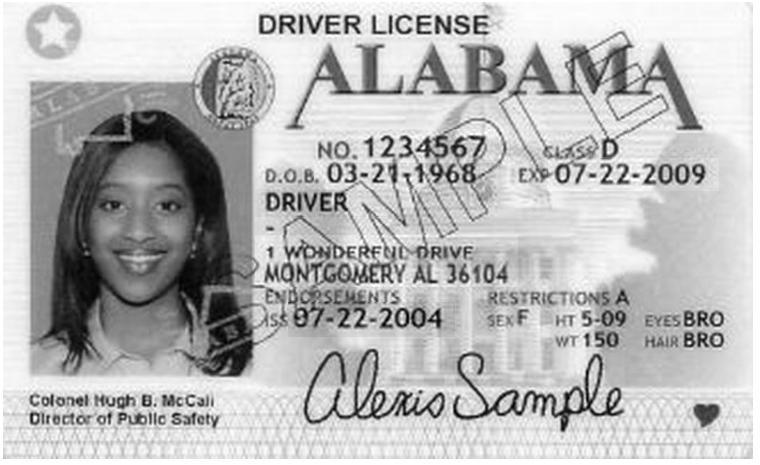 DRIVER LICENSE
ALABAMA
ALABAMA
SAMPLE
NO. 1234567 CLASS D
D.O.B. 03-21-1968 EXP 07-22-2009
DRIVER
-
1 WONDERFUL DRIVE
MONTGOMERY AL 36104
ENDORSEMENTS RESTRICTIONS A
ISS 07-22-2004 SEX F HT 5-09 EYES BRO
WT 150 HAIR BRO
Alexis Sample
Colonel Hugh B. McCall
Director of Public Safety